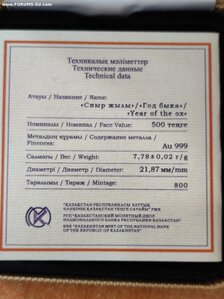 www.FORUMS-SU.com
Техникалық мәліметтер
Технические данные
Technical data
Атауы / Название / Name:
«Сиыр жылы»/«Год быка»/
«Year of the ox»
Номиналы / Номинал / Face Value: 500 теңге
Металдың құрамы / Содержание металла /
Fineness: Au 999
Салмағы / Вес / Weight: 7,78±0,02 г/g
Диаметрі / Диаметр / Diameter: 21,87 мм/mm
Таралымы / Тираж / Mintage: 800
"ҚАЗАҚСТАН РЕСПУБЛИКАСЫ ҰЛТТЫҚ
БАНКІНІҢ ҚАЗАҚСТАН ТЕҢГЕ САРАЙЫ" РМК
РГП "КАЗАХСТАНСКИЙ МОНЕТНЫЙ ДВОР
НАЦИОНАЛЬНОГО БАНКА РЕСПУБЛИКИ КАЗАХСТАН"
RSE "KAZAKHSTAN MINT OF THE NATIONAL BANK
OF THE REPUBLIC OF KAZAKHSTAN"